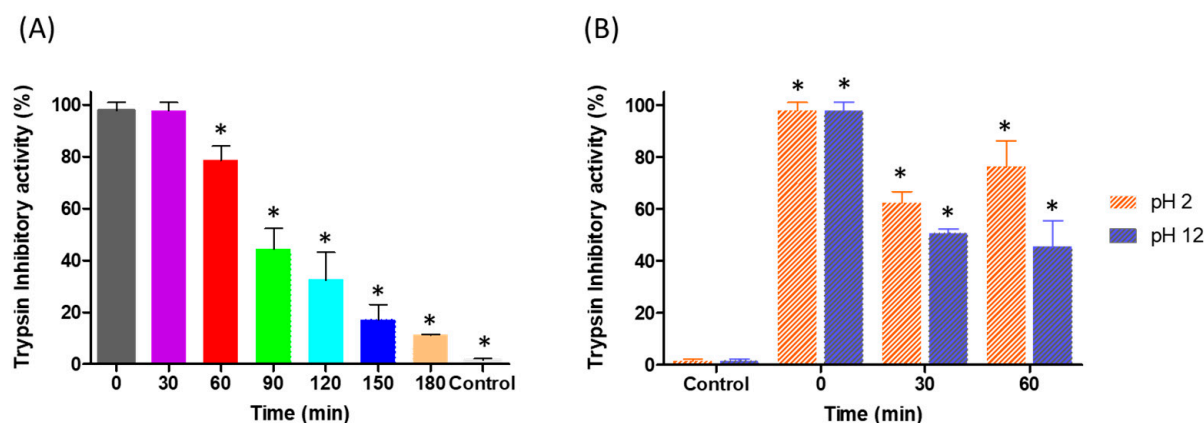 (A)
Trypsin Inhibitory activity (%)
100
80
60
40
20
0
*
*
*
*
*
*
0 30 60 90 120 150 180 Control
Time (min)
(B)
Trypsin Inhibitory activity (%)
100
80
60
40
20
0
* *
*
*
*
*
Control 0 30 60
Time (min)
pH 2
pH 12